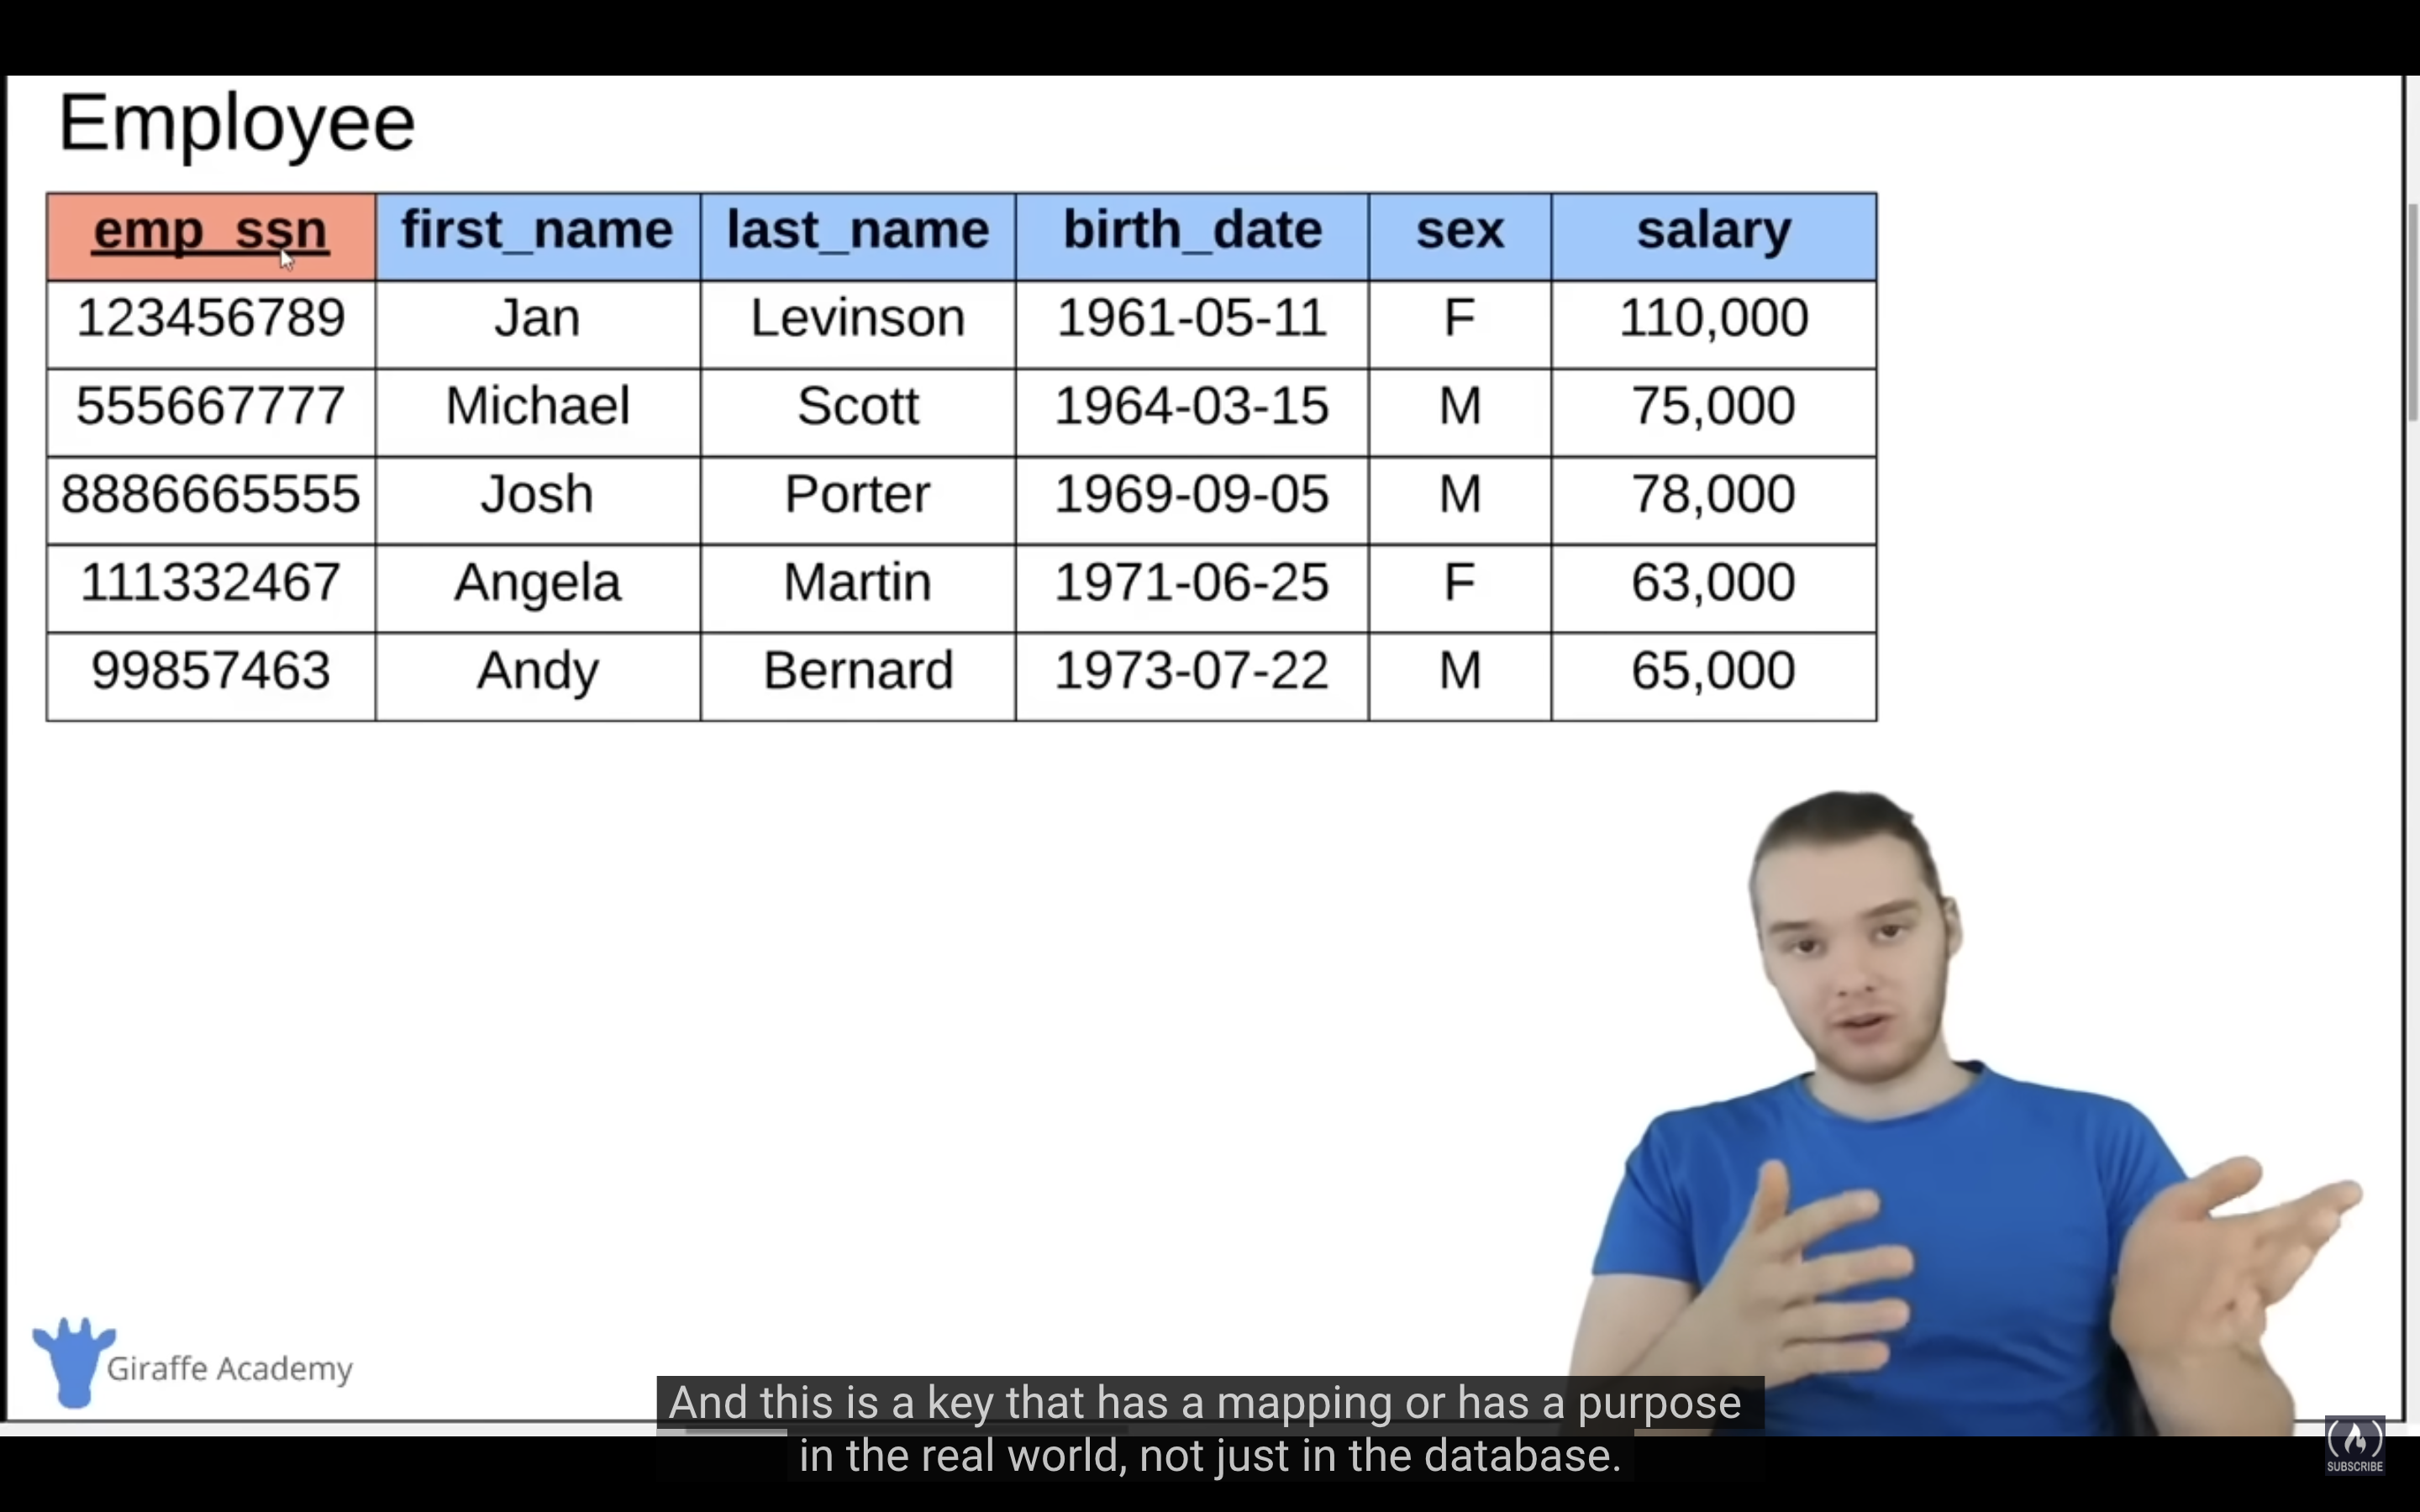 Employee
emp_ssn first_name last_name birth_date sex salary
123456789 Jan Levinson 1961-05-11 F 110,000
555667777 Michael Scott 1964-03-15 M 75,000
8886665555 Josh Porter 1969-09-05 M 78,000
111332467 Angela Martin 1971-06-25 F 63,000
99857463 Andy Bernard 1973-07-22 M 65,000
Giraffe Academy
And this is a key that has a mapping or has a purpose
in the real world, not just in the database.
SUBSCRIBE